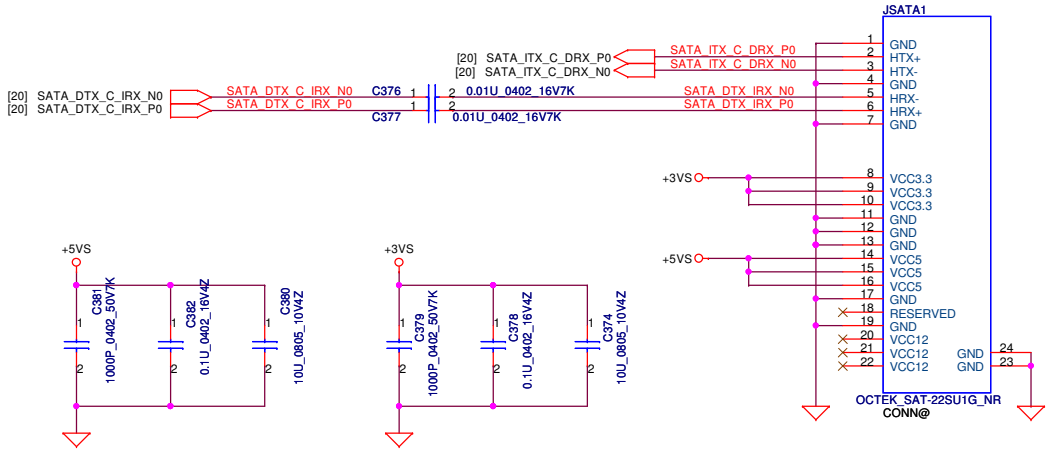 JSATA1
1 GND
[20] SATA_ITX_C_DRX_P0 SATA_ITX_C_DRX_P0 2 HTX+
[20] SATA_ITX_C_DRX_N0 SATA_ITX_C_DRX_N0 3 HTX-
4 GND
[20] SATA_DTX_C_IRX_N0 SATA_DTX_C_IRX_N0 C376 1 2 0.01U_0402_16V7K SATA_DTX_IRX_N0 5 HRX-
[20] SATA_DTX_C_IRX_P0 SATA_DTX_C_IRX_P0 1 2 SATA_DTX_IRX_P0 6 HRX+
C377 0.01U_0402_16V7K 7 GND
+3VS 8 VCC3.3
9 VCC3.3
10 VCC3.3
11 GND
12 GND
13 GND
+5VS 14 VCC5
15 VCC5
16 VCC5
17 GND
18 RESERVED
19 GND
20 VCC12
21 VCC12 GND 24
22 VCC12 GND 23
OCTEK_SAT-22SU1G_NR
CONN@
+5VS
1 2 C381
1000P_0402_50V7K
1 2 C382
0.1U_0402_16V4Z
1 2 C380
10U_0805_10V4Z
+3VS
1 2 C379
1000P_0402_50V7K
1 2 C378
0.1U_0402_16V4Z
1 2 C374
10U_0805_10V4Z